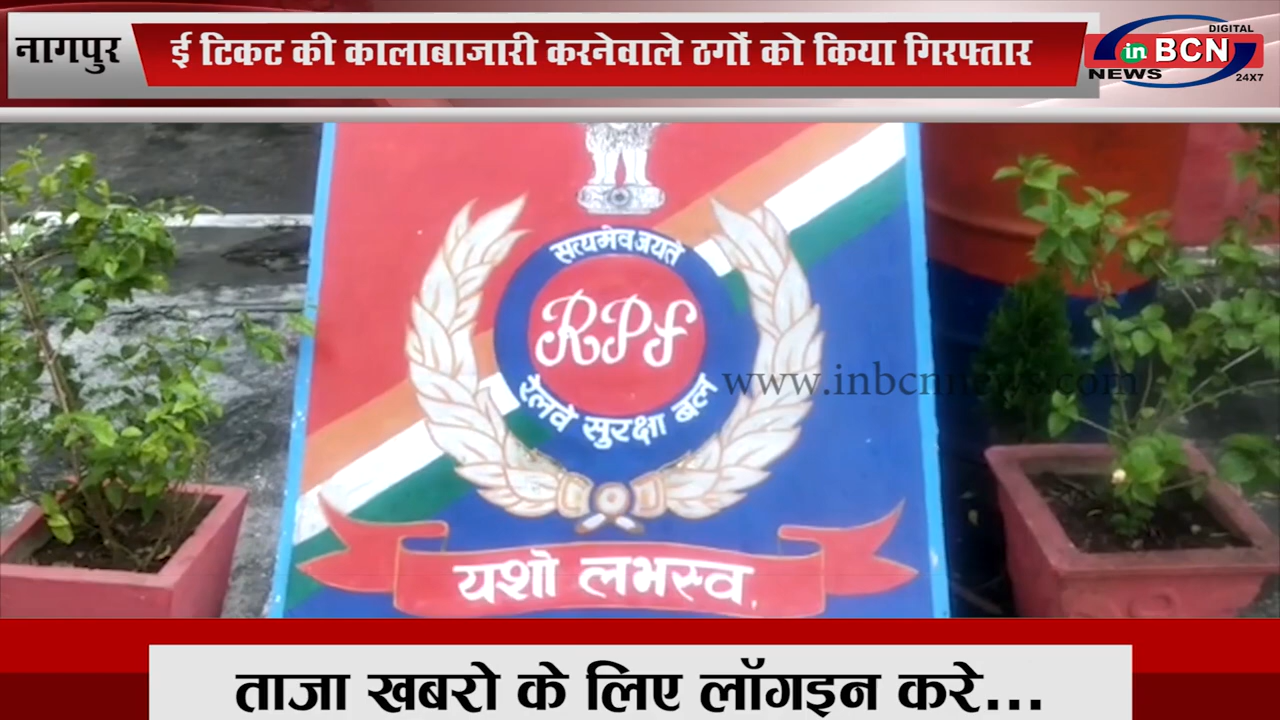 नागपुर
ई टिकट की कालाबाजारी करनेवाले ठगों को किया गिरफ्तार
DIGITAL
in BCN
NEWS
24X7
सत्यमेव जयते
RPF
रेलवे सुरक्षा बल
www.inbcnnews.com
यशो लभस्व
ताजा खबरो के लिए लॉगइन करे...